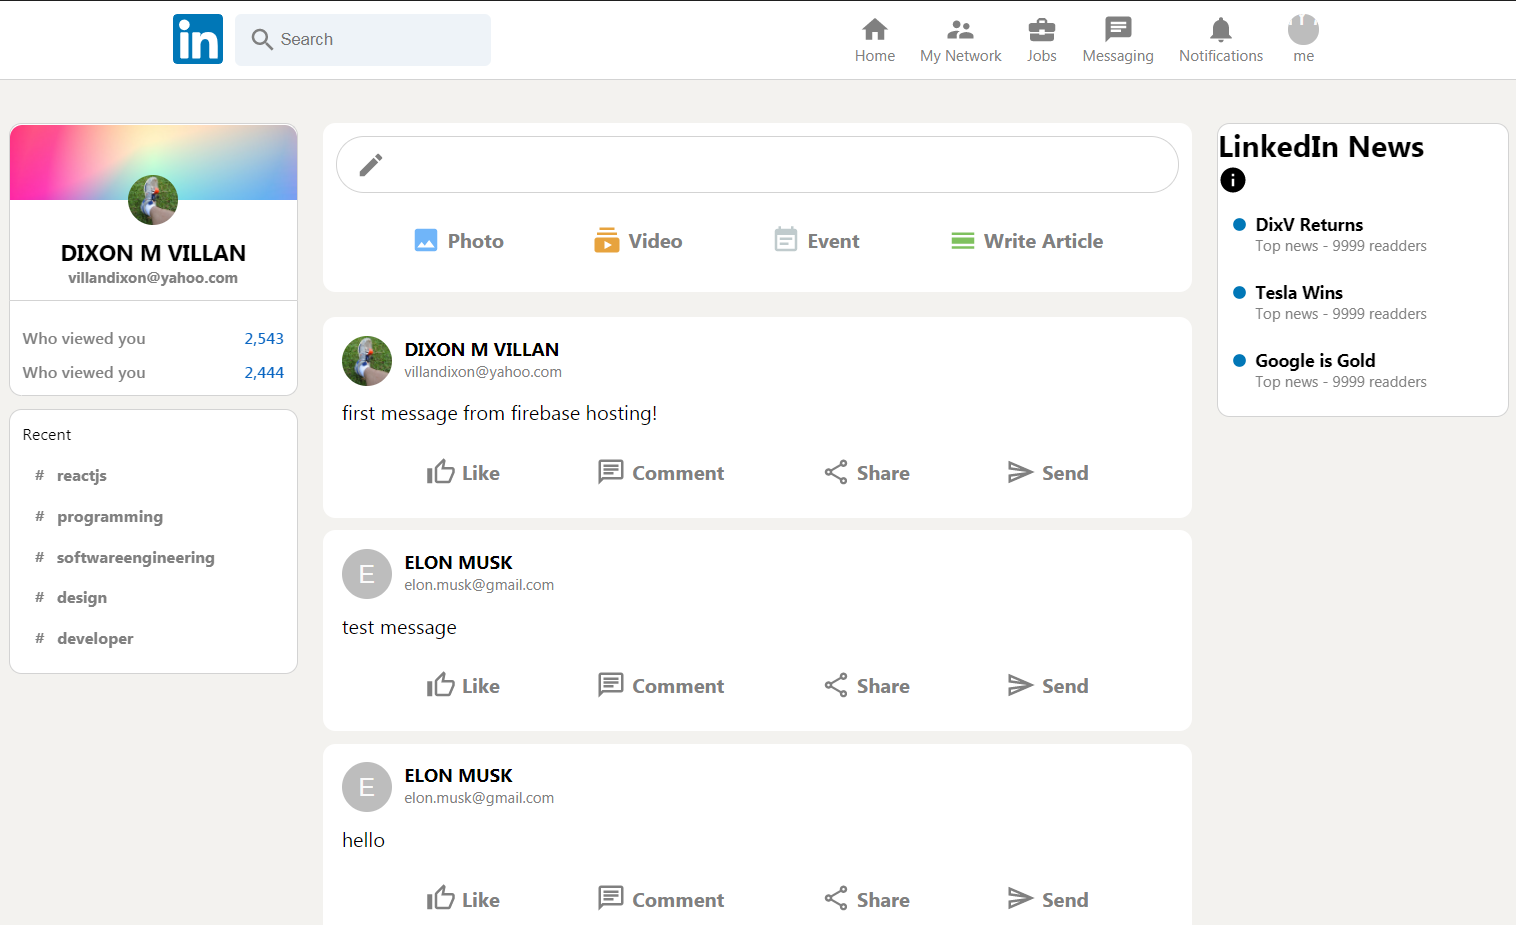 in
Search
Home
My Network
Jobs
Messaging
Notifications
me
DIXON M VILLAN
villandixon@yahoo.com
Who viewed you 2,543
Who viewed you 2,444
Recent
# reactjs
# programming
# softwareengineering
# design
# developer
Photo
Video
Event
Write Article
DIXON M VILLAN
villandixon@yahoo.com
first message from firebase hosting!
Like
Comment
Share
Send
E
ELON MUSK
elon.musk@gmail.com
test message
Like
Comment
Share
Send
E
ELON MUSK
elon.musk@gmail.com
hello
Like
Comment
Share
Send
LinkedIn News
DixV Returns
Top news - 9999 readders
Tesla Wins
Top news - 9999 readders
Google is Gold
Top news - 9999 readders